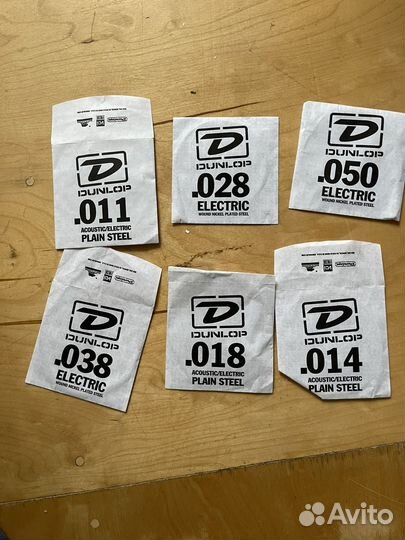 DUNLOP
.011
ACOUSTIC/ELECTRIC
PLAIN STEEL
DUNLOP
.028
ELECTRIC
WOUND NICKEL PLATED STEEL
DUNLOP
.050
ELECTRIC
WOUND NICKEL PLATED STEEL
DUNLOP
.038
ELECTRIC
WOUND NICKEL PLATED STEEL
DUNLOP
.018
ACOUSTIC/ELECTRIC
PLAIN STEEL
DUNLOP
.014
ACOUSTIC/ELECTRIC
PLAIN STEEL
Avito